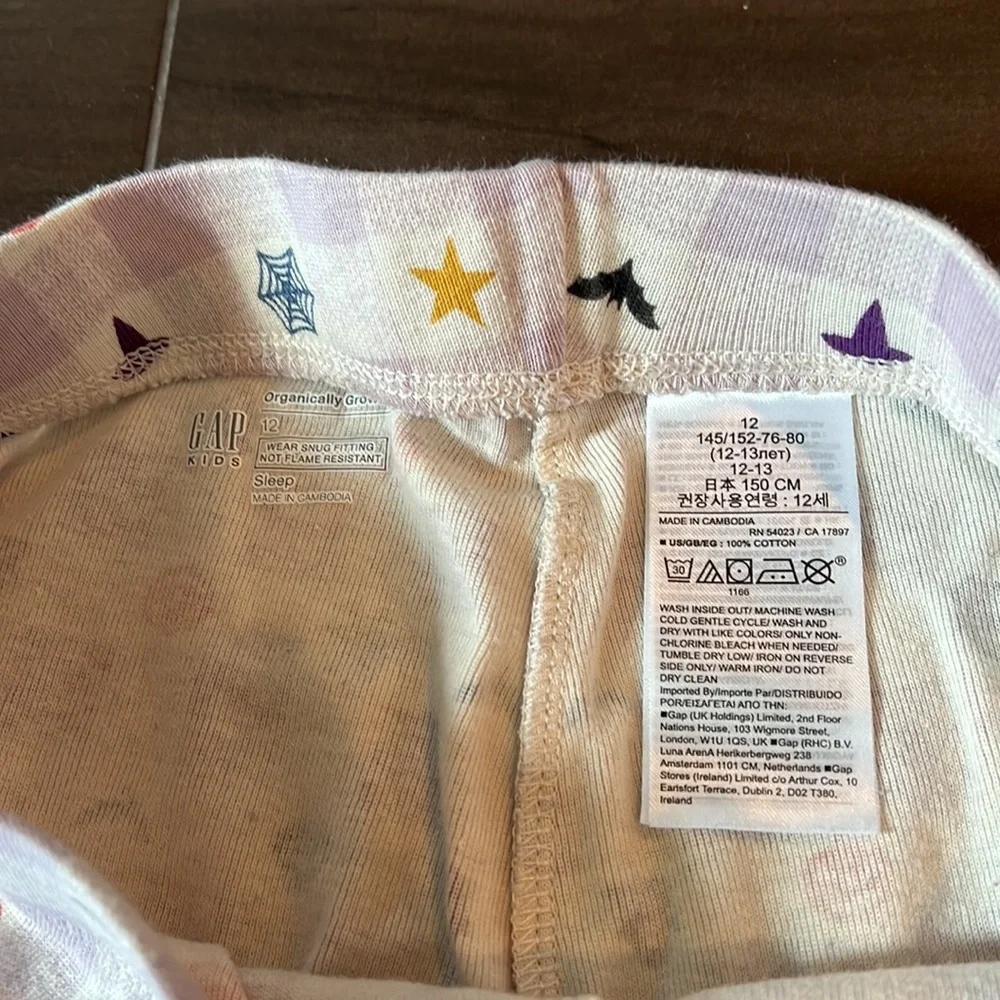 GAP
KIDS
Organically
12
WEAR SNUG FITTING
NOT FLAME RESISTANT
Sleep
MADE IN CAMBODIA
12
145/152-76-80
(12-13лет)
12-13
日本 150 CM
권장사용연령 : 12세
MADE IN CAMBODIA
RN 54023 / CA 17897
■ US/GB/EG : 100% COTTON
30
®
1166
WASH INSIDE OUT/ MACHINE WASH
COLD GENTLE CYCLE/ WASH AND
DRY WITH LIKE COLORS/ ONLY NON-
CHLORINE BLEACH WHEN NEEDED/
TUMBLE DRY LOW/ IRON ON REVERSE
SIDE ONLY/ WARM IRON/ DO NOT
DRY CLEAN
Imported By/Importe Par/DISTRIBUIDO
POR/ΕΙΣΑΓΕΤΑΙ ΑΠΟ ΤΗΝ:
■Gap (UK Holdings) Limited, 2nd Floor
Nations House, 103 Wigmore Street,
London, W1U 1QS, UK ■Gap (RHC) B.V.
Luna ArenA Herikerbergweg 238
Amsterdam 1101 CM, Netherlands ■Gap
Stores (Ireland) Limited c/o Arthur Cox, 10
Earlsfort Terrace, Dublin 2, D02 T380,
Ireland